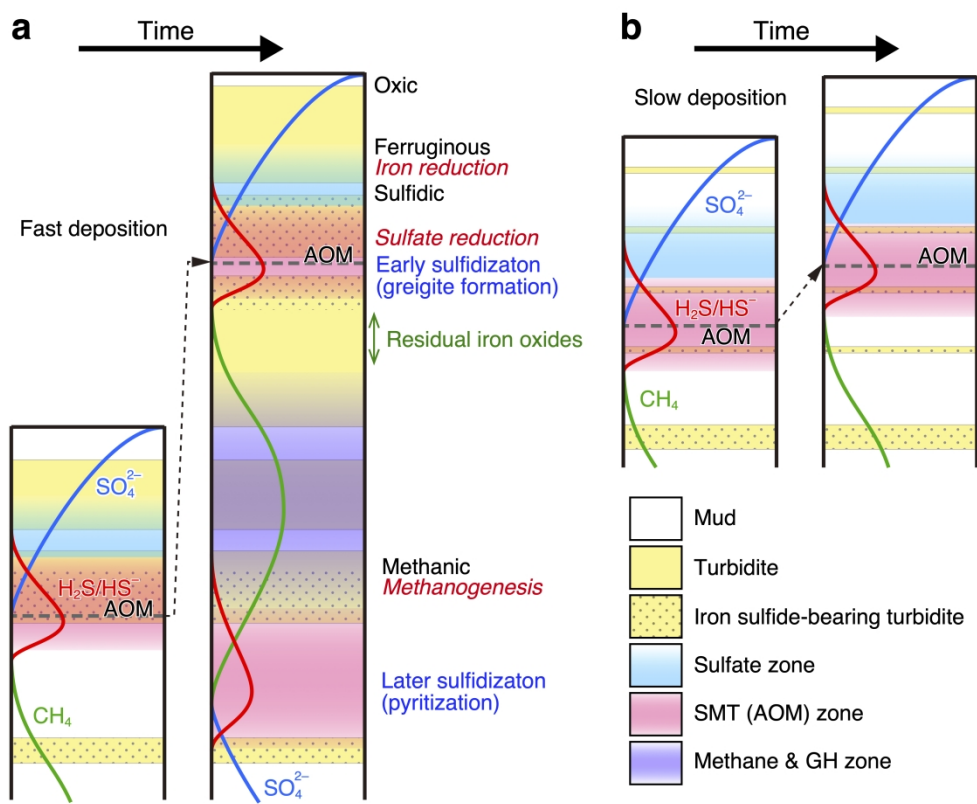 a
Time
Fast deposition
SO₄²⁻
H₂S/HS⁻
AOM
CH₄
Oxic
Ferruginous
Iron reduction
Sulfidic
Sulfate reduction
AOM
Early sulfidizaton
(greigite formation)
Residual iron oxides
Methanic
Methanogenesis
Later sulfidizaton
(pyritization)
SO₄²⁻
b
Time
Slow deposition
SO₄²⁻
H₂S/HS⁻
AOM
CH₄
AOM
Mud
Turbidite
Iron sulfide-bearing turbidite
Sulfate zone
SMT (AOM) zone
Methane & GH zone